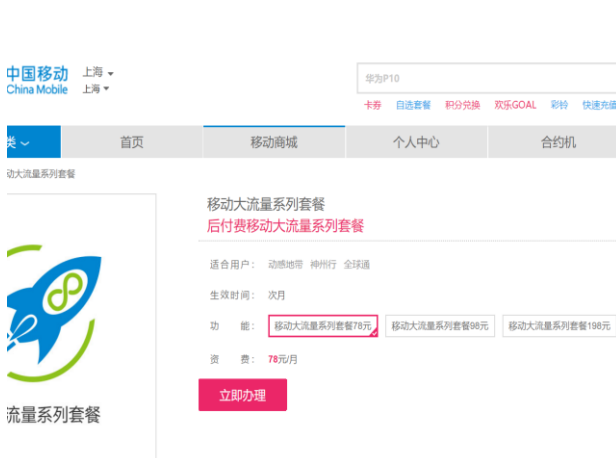 中国移动 上海
China Mobile 上海
华为P10
卡券 自选套餐 积分兑换 欢乐GOAL 彩铃 快速充值
类 首页 移动商城 个人中心 合约机
动大流量系列套餐
移动大流量系列套餐
后付费移动大流量系列套餐
适合用户： 动感地带 神州行 全球通
生效时间： 次月
功 能： 移动大流量系列套餐78元 移动大流量系列套餐98元 移动大流量系列套餐198元
资 费： 78元/月
立即办理
流量系列套餐